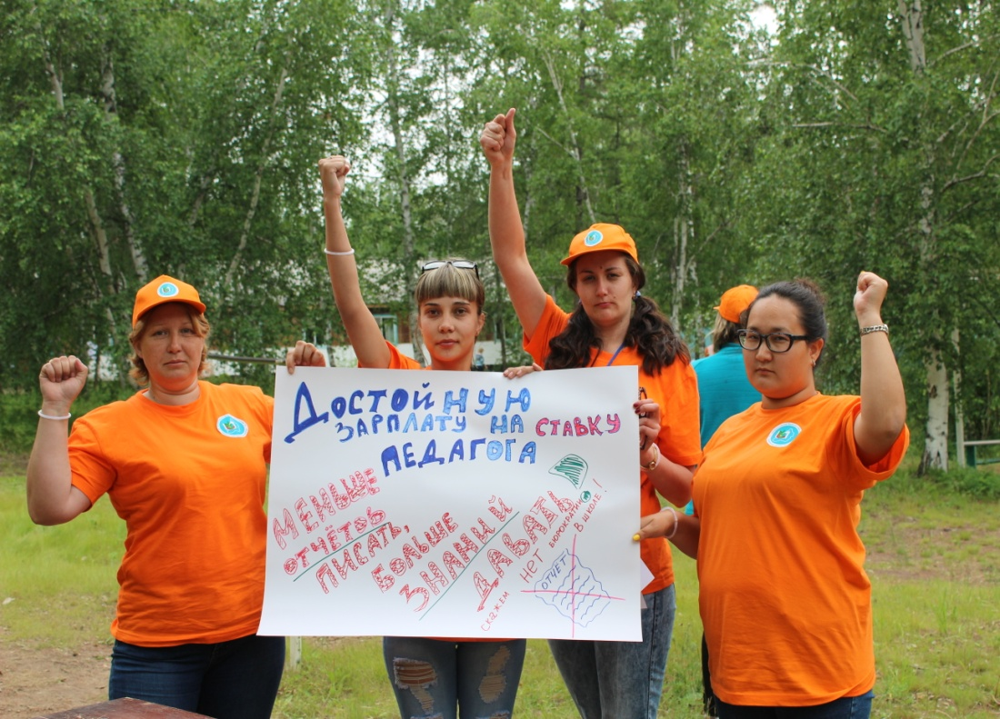 ДОСТОЙНУЮ
ЗАРПЛАТУ НА СТАВКУ
ПЕДАГОГА
МЕНЬШЕ
ОТЧЁТОВ
ПИСАТЬ,
БОЛЬШЕ
ЗНАНИЙ
ДАВАТЬ!
скажем
НЕТ
БЮРОКРАТИИ
В ШКОЛЕ!
ОТЧЕТ